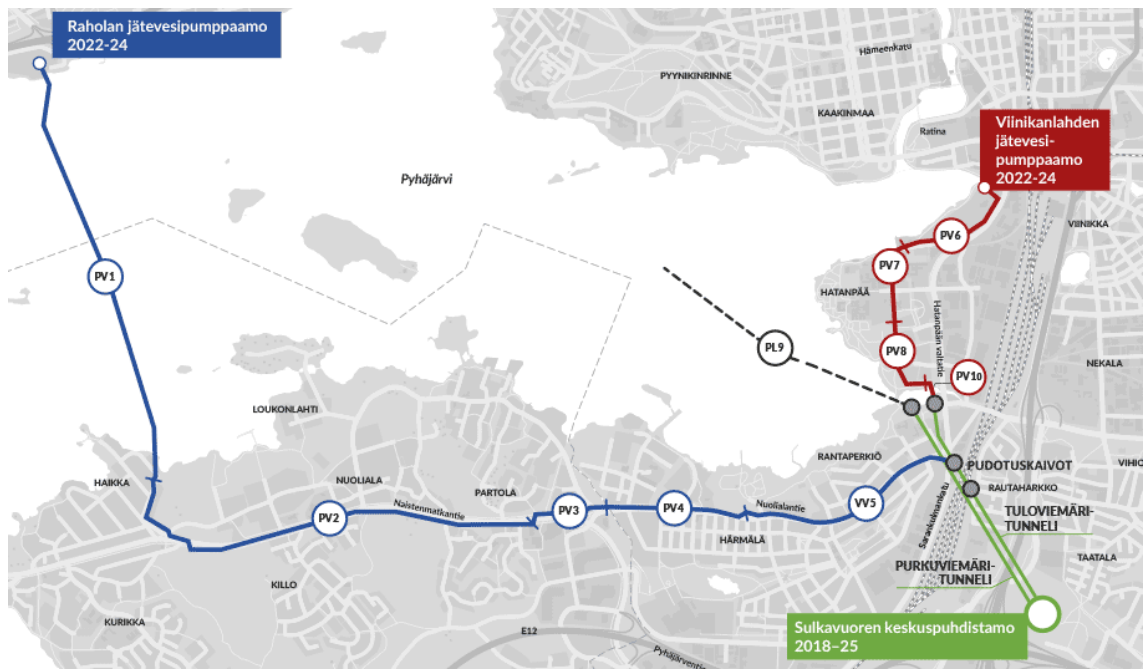 Raholan jätevesipumppaamo
2022-24
Hämeenkatu
PYYNIKINRINNE
KAAKINMAA
Ratina
Viinikanlahden
jätevesi-
pumppaamo
2022-24
Pyhäjärvi
VIINIKKA
PV6
PV7
PV1
HATANPÄÄ
Hatanpään valtatie
PL9
PV8
NEKALA
PV10
LOUKONLAHTI
RANTAPERKIÖ
PUDOTUSKAIVOT
VIHIO
HAIKKA
NUOLIALA
PARTOLA
RAUTAHARKKO
Naistenmatkantie
PV2
PV3
PV4
Nuolialantie
VV5
Sarankulmankatu
TULOVIEMÄRI-
TUNNELI
HÄRMÄLÄ
TAATALA
PURKUVIEMÄRI-
TUNNELI
KILLO
KURIKKA
E12
Sulkavuoren keskuspuhdistamo
2018–25
Pyhäjärventie